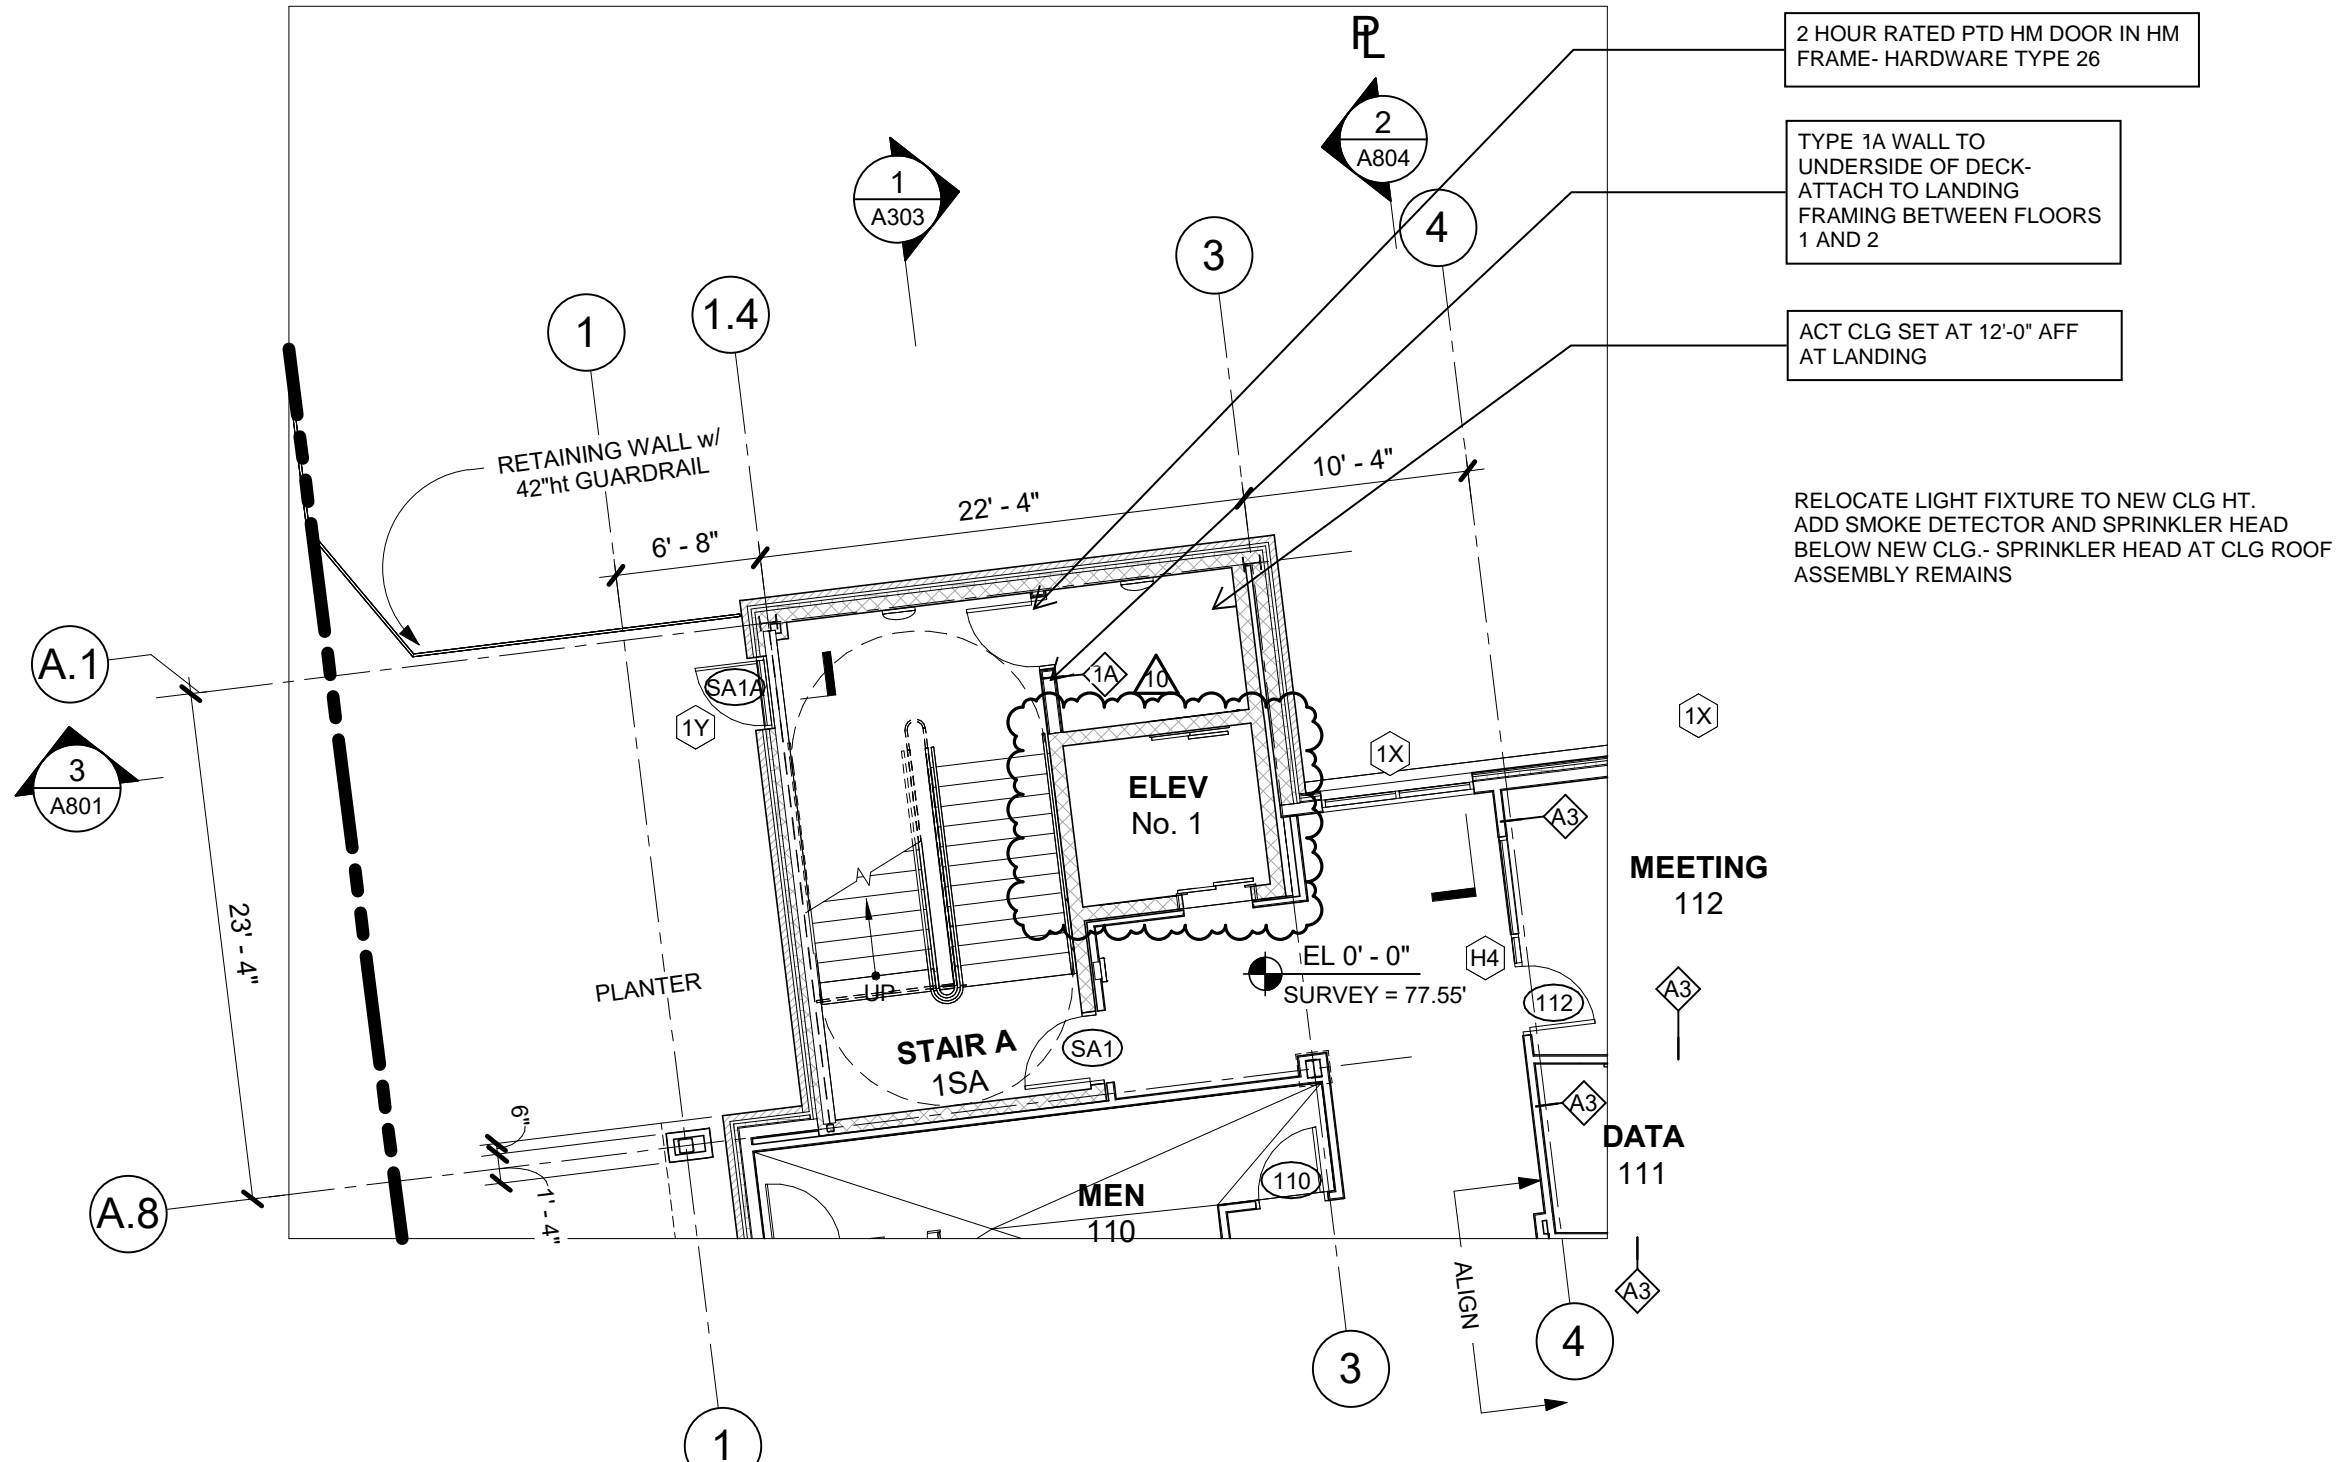 PL
2 HOUR RATED PTD HM DOOR IN HM
FRAME- HARDWARE TYPE 26
2
A804
TYPE 1A WALL TO
UNDERSIDE OF DECK-
ATTACH TO LANDING
FRAMING BETWEEN FLOORS
1 AND 2
1
A303
4
3
1.4
1
ACT CLG SET AT 12'-0" AFF
AT LANDING
RETAINING WALL w/
42"ht GUARDRAIL
10' - 4"
22' - 4"
6' - 8"
RELOCATE LIGHT FIXTURE TO NEW CLG HT.
ADD SMOKE DETECTOR AND SPRINKLER HEAD
BELOW NEW CLG.- SPRINKLER HEAD AT CLG ROOF
ASSEMBLY REMAINS
A.1
SA1A
1A
10
1Y
1X
1X
3
A801
ELEV
No. 1
A3
MEETING
112
23' - 4"
PLANTER
UP
EL 0' - 0"
SURVEY = 77.55'
H4
A3
112
STAIR A
1SA
SA1
6"
A3
DATA
111
A.8
1' - 4"
MEN
110
110
ALIGN
A3
4
3
1